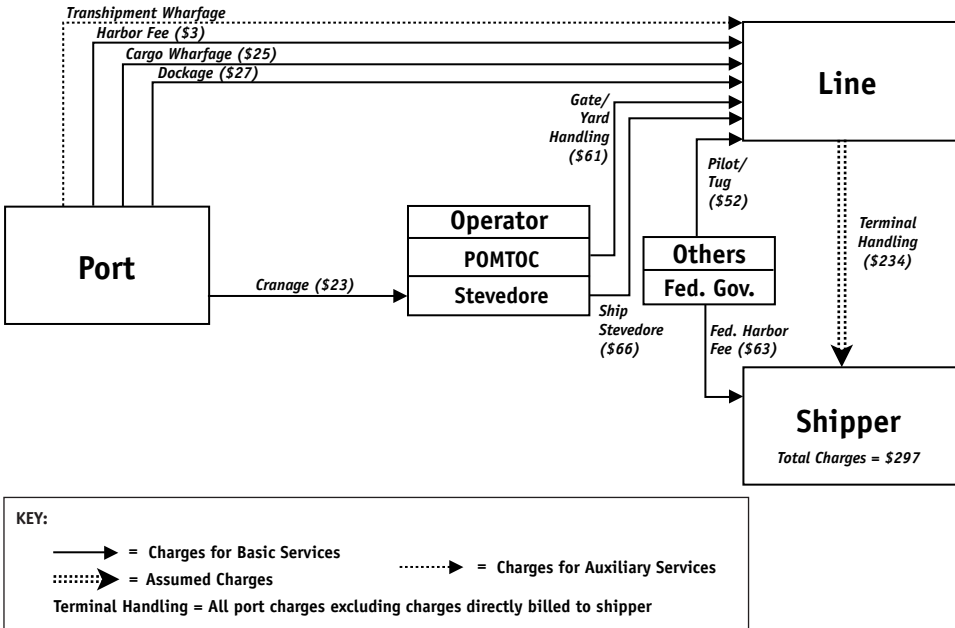 Transhipment Wharfage
Harbor Fee ($3)
Cargo Wharfage ($25)
Dockage ($27)
Line
Gate/
Yard
Handling
($61)
Pilot/
Tug
($52)
Terminal
Handling
($234)
Port
Operator
POMTOC
Stevedore
Others
Fed. Gov.
Cranage ($23)
Ship
Stevedore
($66)
Fed. Harbor
Fee ($63)
Shipper
Total Charges = $297
KEY:
= Charges for Basic Services
= Assumed Charges
= Charges for Auxiliary Services
Terminal Handling = All port charges excluding charges directly billed to shipper